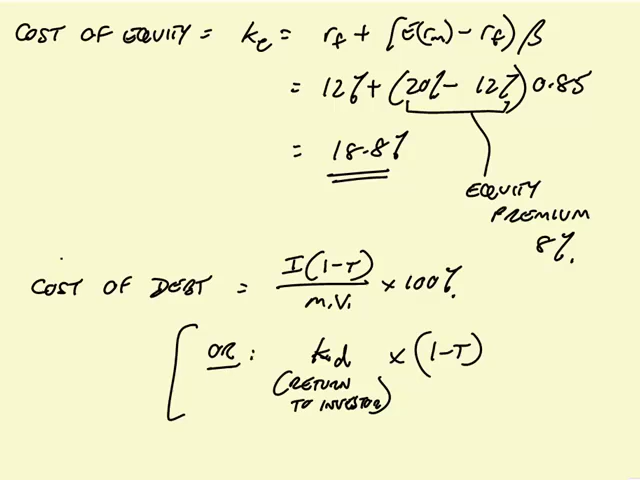 COST OF EQUITY = ke = rf + [E(rm) - rf) β
= 12% + (20% - 12%) 0.85
= 18.8%
EQUITY
PREMIUM
8%.
COST OF DEBT = I(1-T) / M.V. × 100%.
OR : kd × (1-T)
(RETURN
TO INVESTOR)